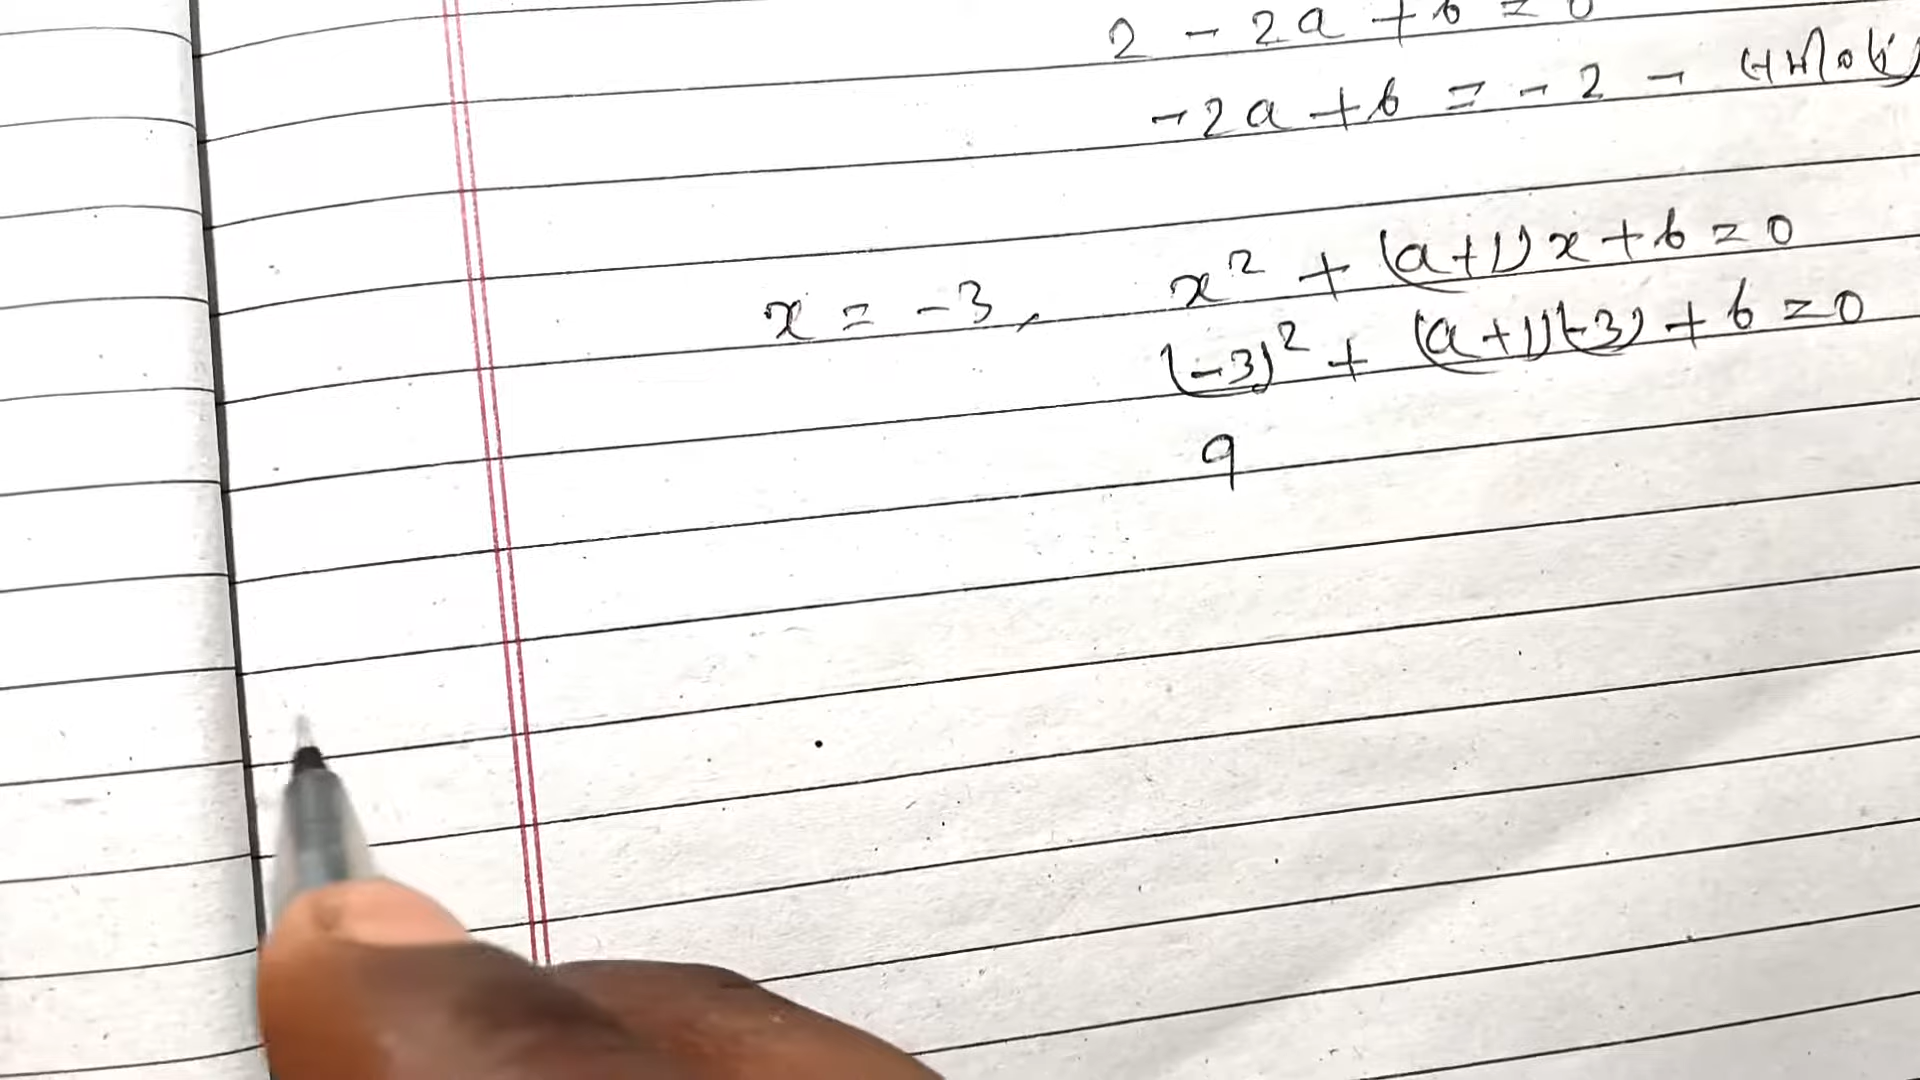 2 - 2a + b = 0
-2a + b = -2 -
x = -3, x² + (a+1)x + b = 0
(-3)² + (a+1)(-3) + b = 0
9